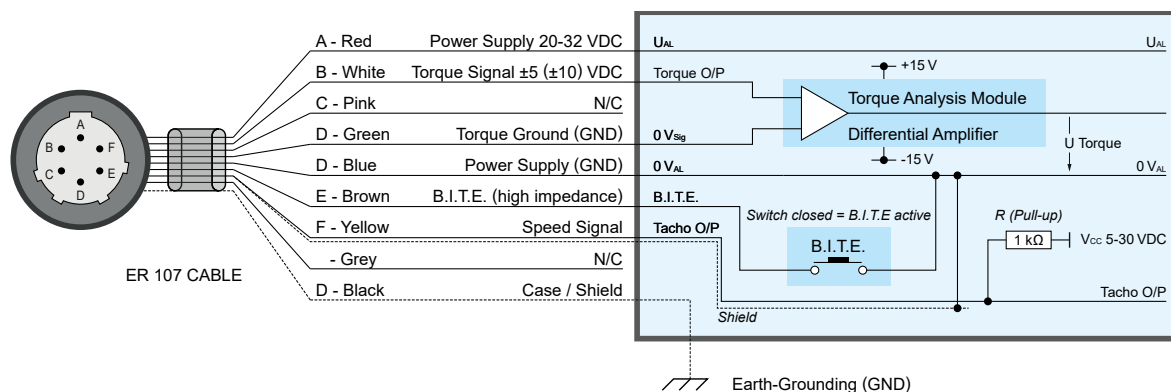 A - Red Power Supply 20-32 VDC
B - White Torque Signal ±5 (±10) VDC
C - Pink N/C
D - Green Torque Ground (GND)
D - Blue Power Supply (GND)
E - Brown B.I.T.E. (high impedance)
F - Yellow Speed Signal
- Grey N/C
D - Black Case / Shield
A
B
F
C
E
D
ER 107 CABLE
UAL
UAL
Torque O/P
+15 V
Torque Analysis Module
Differential Amplifier
-15 V
0 VSig
U Torque
0 VAL
0 VAL
B.I.T.E.
Switch closed = B.I.T.E active
B.I.T.E.
R (Pull-up)
1 kΩ
Vcc 5-30 VDC
Tacho O/P
Tacho O/P
Shield
Earth-Grounding (GND)